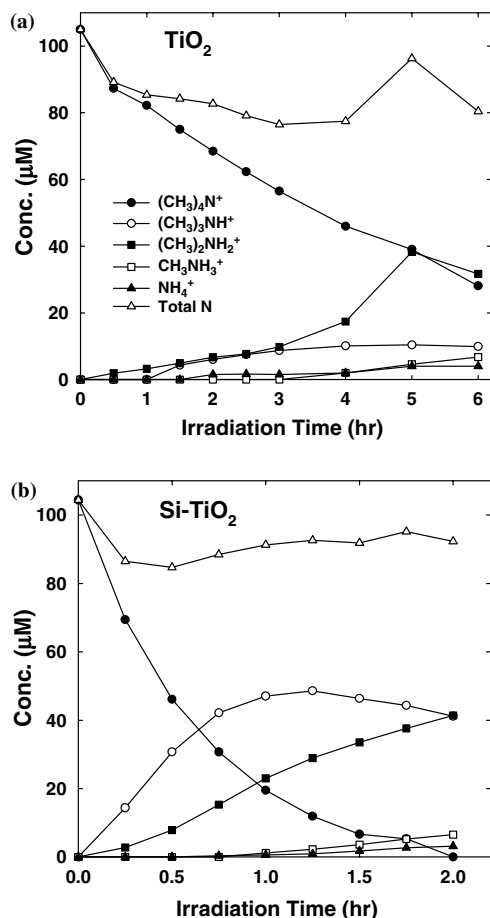 (a)
TiO₂
Conc. (μM)
100
80
60
40
20
0
(CH₃)₄N⁺
(CH₃)₃NH⁺
(CH₃)₂NH₂⁺
CH₃NH₃⁺
NH₄⁺
Total N
0 1 2 3 4 5 6
Irradiation Time (hr)
(b)
Si-TiO₂
Conc. (μM)
100
80
60
40
20
0
0.0 0.5 1.0 1.5 2.0
Irradiation Time (hr)